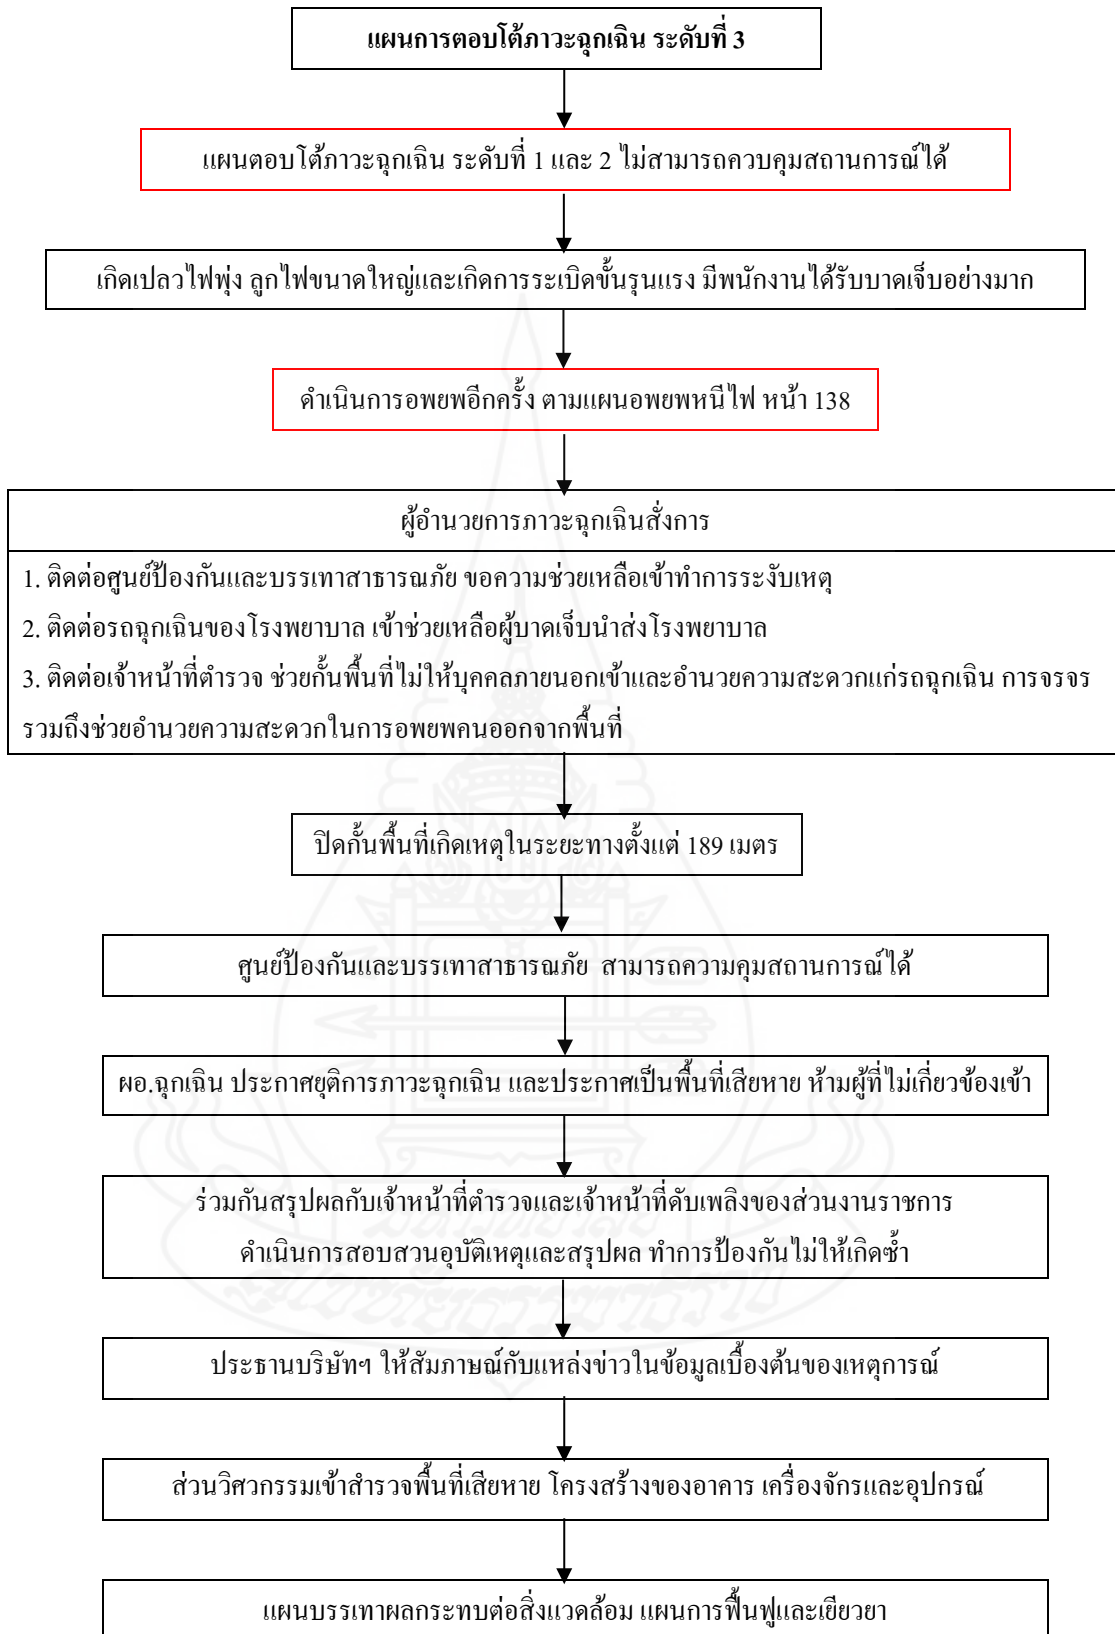 แผนการตอบโต้ภาวะฉุกเฉิน ระดับที่ 3
แผนตอบโต้ภาวะฉุกเฉิน ระดับที่ 1 และ 2 ไม่สามารถควบคุมสถานการณ์ได้
เกิดเปลวไฟพุ่ง ลูกไฟขนาดใหญ่และเกิดการระเบิดขั้นรุนแรง มีพนักงานได้รับบาดเจ็บอย่างมาก
ดำเนินการอพยพอีกครั้ง ตามแผนอพยพหนีไฟ หน้า 138
ผู้อำนวยการภาวะฉุกเฉินสั่งการ
1. ติดต่อศูนย์ป้องกันและบรรเทาสาธารณภัย ขอความช่วยเหลือเข้าทำการระงับเหตุ
2. ติดต่อรถฉุกเฉินของโรงพยาบาล เข้าช่วยเหลือผู้บาดเจ็บนำส่งโรงพยาบาล
3. ติดต่อเจ้าหน้าที่ตำรวจ ช่วยกั้นพื้นที่ไม่ให้บุคคลภายนอกเข้าและอำนวยความสะดวกแก่รถฉุกเฉิน การจรจร
รวมถึงช่วยอำนวยความสะดวกในการอพยพคนออกจากพื้นที่
ปิดกั้นพื้นที่เกิดเหตุในระยะทางตั้งแต่ 189 เมตร
ศูนย์ป้องกันและบรรเทาสาธารณภัย สามารถความคุมสถานการณ์ได้
ผอ.ฉุกเฉิน ประกาศยุติการภาวะฉุกเฉิน และประกาศเป็นพื้นที่เสียหาย ห้ามผู้ที่ไม่เกี่ยวข้องเข้า
ร่วมกันสรุปผลกับเจ้าหน้าที่ตำรวจและเจ้าหน้าที่ดับเพลิงของส่วนงานราชการ
ดำเนินการสอบสวนอุบัติเหตุและสรุปผล ทำการป้องกันไม่ให้เกิดซ้ำ
ประธานบริษัทฯ ให้สัมภาษณ์กับแหล่งข่าวในข้อมูลเบื้องต้นของเหตุการณ์
ส่วนวิศวกรรมเข้าสำรวจพื้นที่เสียหาย โครงสร้างของอาคาร เครื่องจักรและอุปกรณ์
แผนบรรเทาผลกระทบต่อสิ่งแวดล้อม แผนการฟื้นฟูและเยียวยา